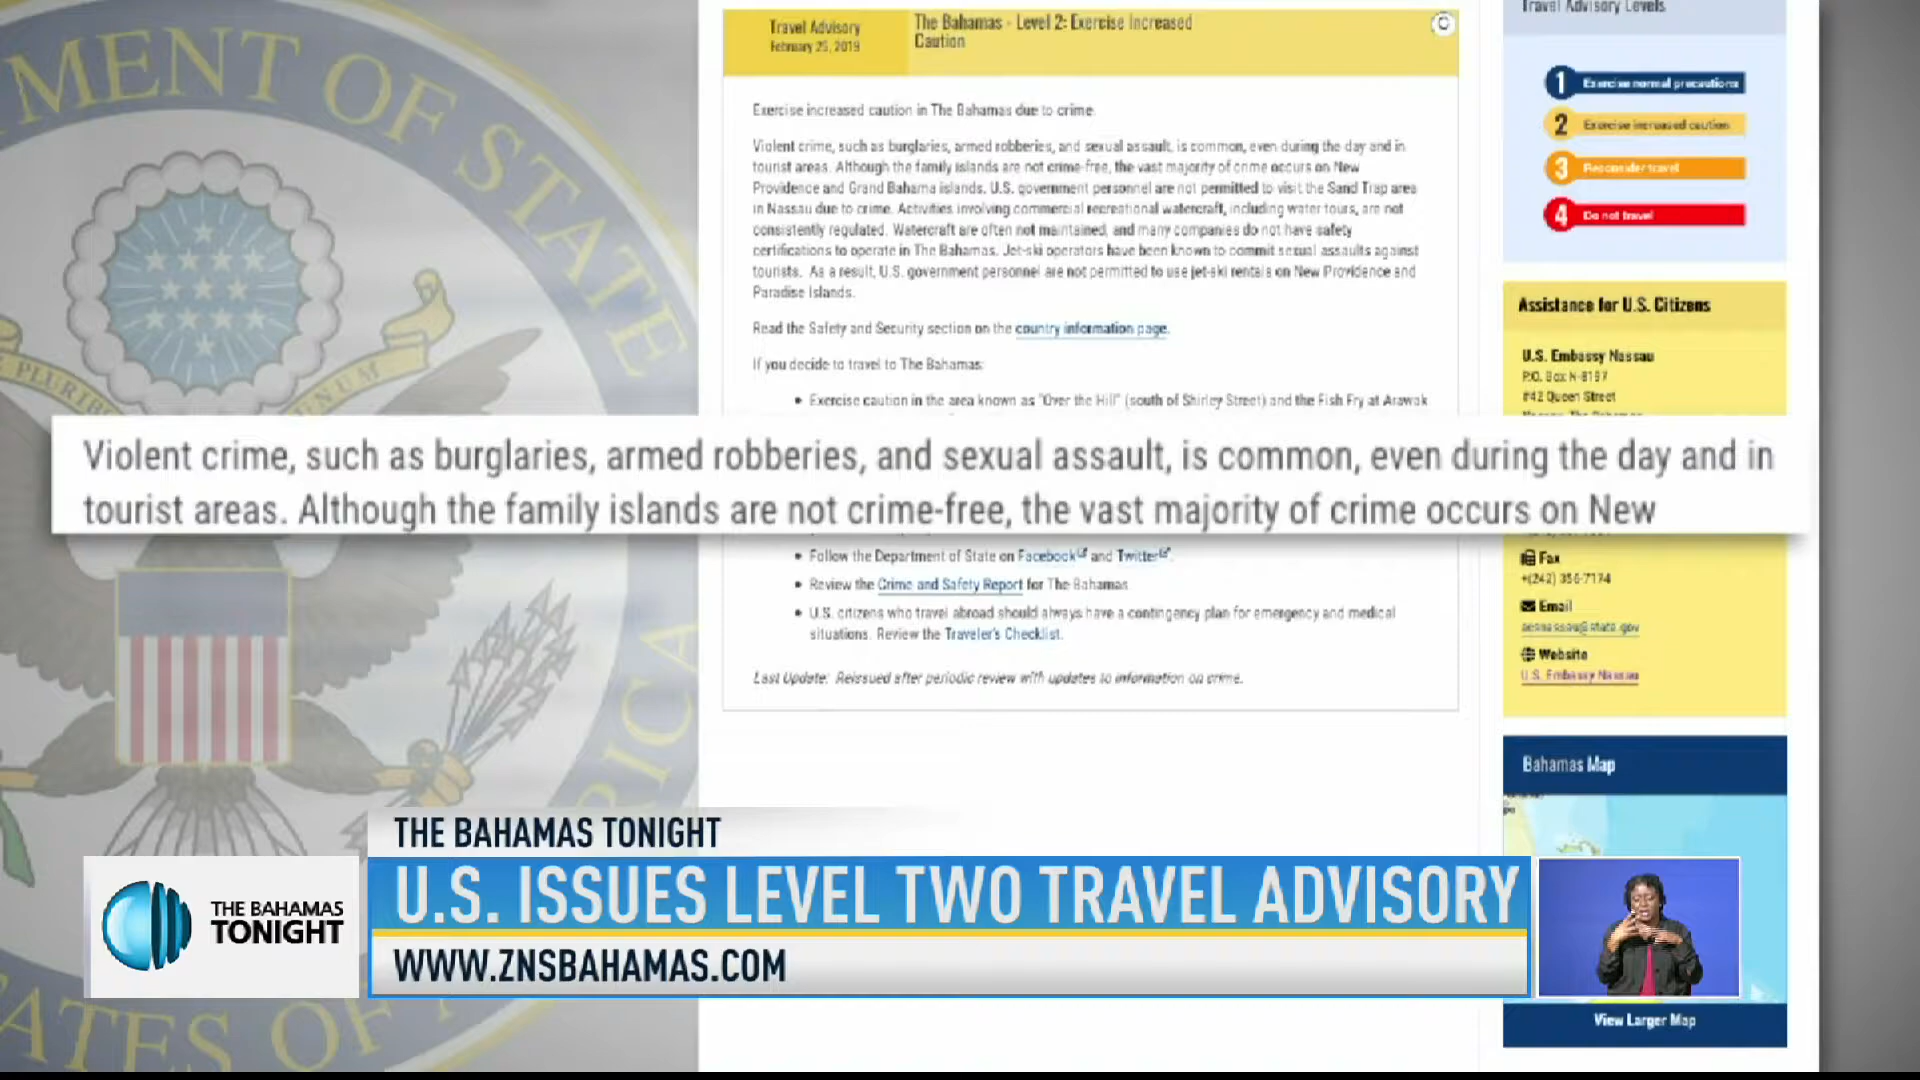 MENT OF STATE
PLURIBUS UNUM
RICA
ATES OF
Travel Advisory
February 25, 2019
The Bahamas - Level 2: Exercise Increased
Caution
Exercise increased caution in The Bahamas due to crime.
Violent crime, such as burglaries, armed robberies, and sexual assault, is common, even during the day and in
tourist areas. Although the family islands are not crime-free, the vast majority of crime occurs on New
Providence and Grand Bahama islands. U.S. government personnel are not permitted to visit the Sand Trap area
in Nassau due to crime. Activities involving commercial recreational watercraft, including water tours, are not
consistently regulated. Watercraft are often not maintained, and many companies do not have safety
certifications to operate in The Bahamas. Jet-ski operators have been known to commit sexual assaults against
tourists. As a result, U.S. government personnel are not permitted to use jet-ski rentals on New Providence and
Paradise Islands.
Read the Safety and Security section on the country information page.
If you decide to travel to The Bahamas:
• Exercise caution in the area known as "Over the Hill" (south of Shirley Street) and the Fish Fry at Arawak
Violent crime, such as burglaries, armed robberies, and sexual assault, is common, even during the day and in
tourist areas. Although the family islands are not crime-free, the vast majority of crime occurs on New
• Follow the Department of State on Facebook and Twitter.
• Review the Crime and Safety Report for The Bahamas.
• U.S. citizens who travel abroad should always have a contingency plan for emergency and medical
situations. Review the Traveler's Checklist.
Last Update: Reissued after periodic review with updates to information on crime.
Travel Advisory Levels
1 Exercise normal precautions
2 Exercise increased caution
3 Reconsider travel
4 Do not travel
Assistance for U.S. Citizens
U.S. Embassy Nassau
P.O. Box N-8197
#42 Queen Street
Nassau, The Bahamas
Fax
+(242) 356-7174
Email
acsnassau@state.gov
Website
U.S. Embassy Nassau
Bahamas Map
View Larger Map
THE BAHAMAS TONIGHT
U.S. ISSUES LEVEL TWO TRAVEL ADVISORY
WWW.ZNSBAHAMAS.COM
THE BAHAMAS
TONIGHT